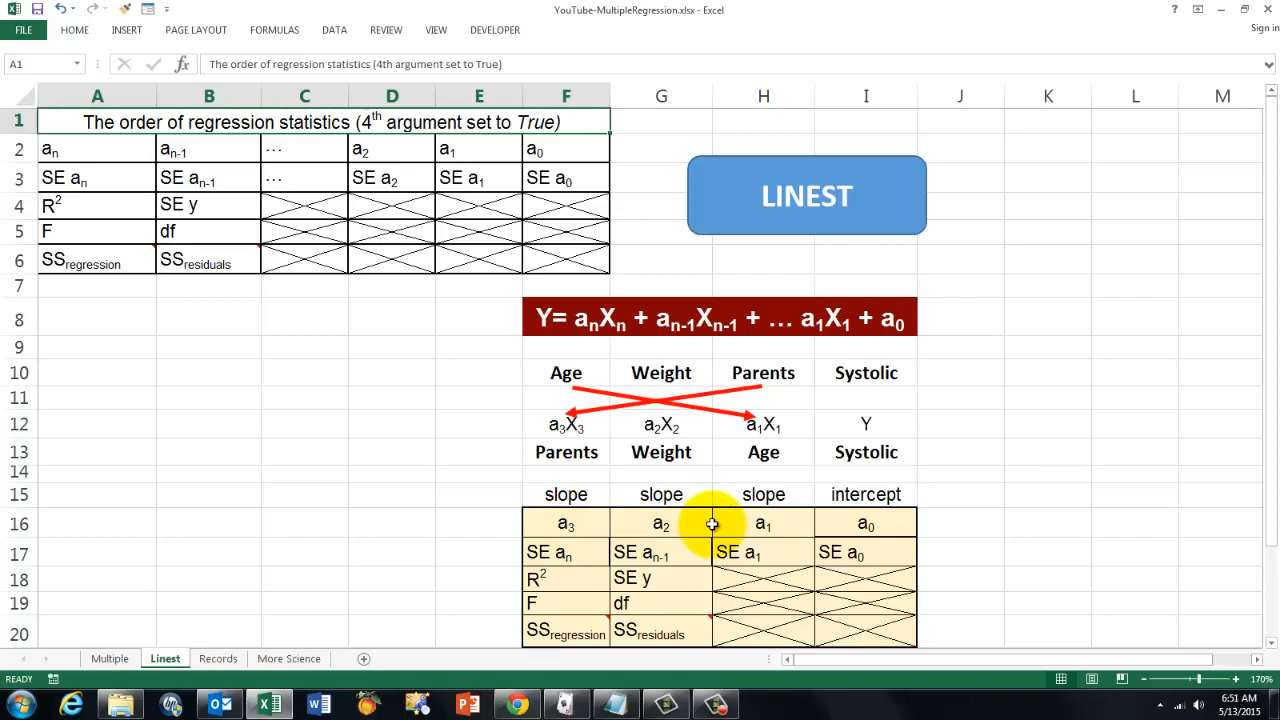 YouTube-MultipleRegression.xlsx - Excel
Sign in
FILE HOME INSERT PAGE LAYOUT FORMULAS DATA REVIEW VIEW DEVELOPER
A1 fx The order of regression statistics (4th argument set to True)
A B C D E F G H I J K L M
1 The order of regression statistics (4th argument set to True)
2 an an-1 ... a2 a1 a0
3 SE an SE an-1 ... SE a2 SE a1 SE a0
LINEST
4 R2 SE y
5 F df
6 SSregression SSresiduals
7
8 Y= anXn + an-1Xn-1 + ... a1X1 + a0
9
10 Age Weight Parents Systolic
11
12 a3X3 a2X2 a1X1 Y
13 Parents Weight Age Systolic
14
15 slope slope slope intercept
16 a3 a2 a1 a0
17 SE an SE an-1 SE a1 SE a0
18 R2 SE y
19 F df
20 SSregression SSresiduals
Multiple Linest Records More Science
READY 170%
6:51 AM
5/13/2015